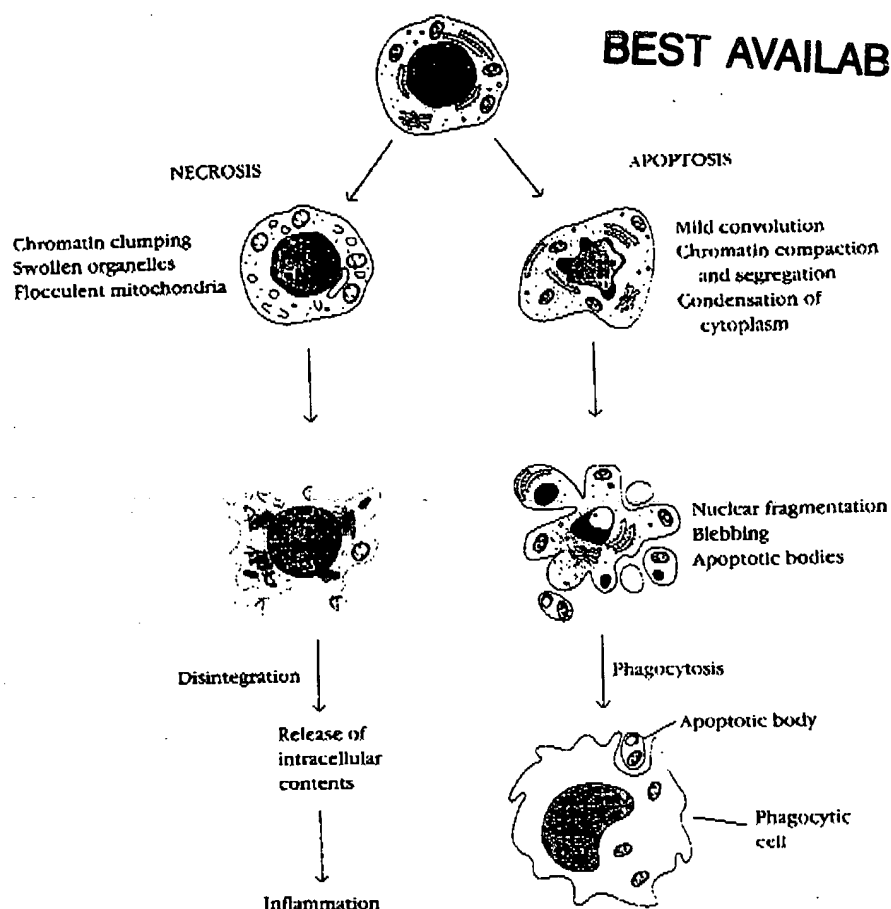 BEST AVAILAB
NECROSIS
APOPTOSIS
Chromatin clumping
Swollen organelles
Flocculent mitochondria
Mild convolution
Chromatin compaction
and segregation
Condensation of
cytoplasm
Nuclear fragmentation
Blebbing
Apoptotic bodies
Disintegration
Phagocytosis
Release of
intracellular
contents
Apoptotic body
Phagocytic
cell
Inflammation